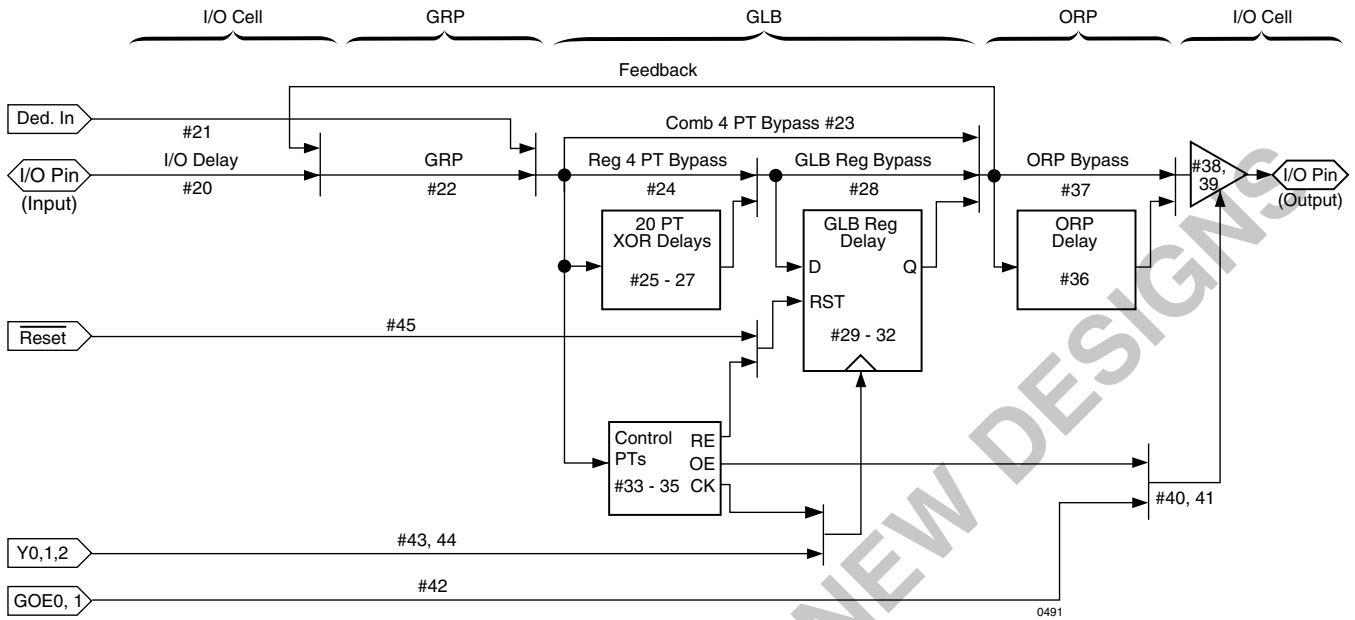 I/O Cell
GRP
GLB
ORP
I/O Cell
Feedback
Ded. In
#21
Comb 4 PT Bypass #23
I/O Pin
(Input)
I/O Delay
#20
GRP
#22
Reg 4 PT Bypass
#24
GLB Reg Bypass
#28
ORP Bypass
#37
#38,
39
I/O Pin
(Output)
20 PT
XOR Delays
#25 - 27
GLB Reg
Delay
D
Q
RST
#29 - 32
ORP
Delay
#36
Reset
#45
Control
PTs
#33 - 35
RE
OE
CK
#40, 41
Y0,1,2
#43, 44
GOE0, 1
#42
0491
NEW DESIGNS